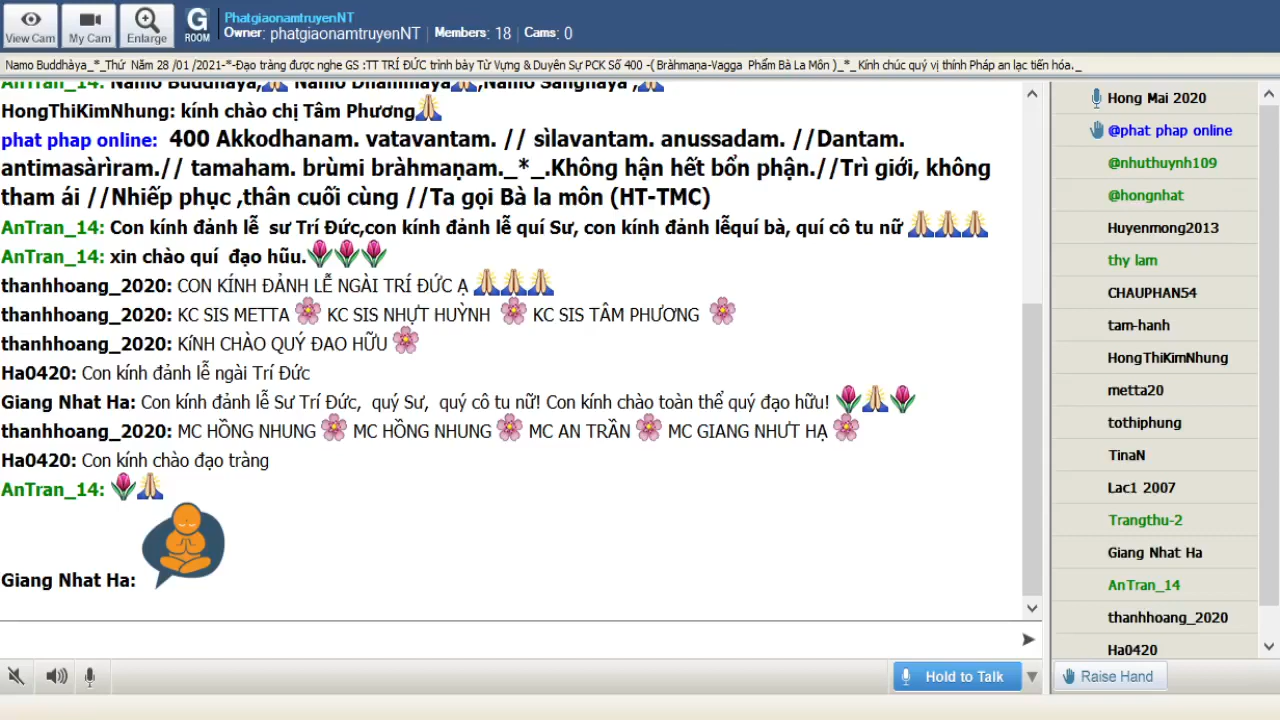 View Cam
My Cam
Enlarge
G
ROOM
PhatgiaonamtruyenNT
Owner: phatgiaonamtruyenNT | Members: 18 | Cams: 0
Namo Buddhàya_*_Thứ Năm 28 /01 /2021-*-Đạo tràng được nghe GS :TT TRÍ ĐỨC trình bày Từ Vựng & Duyên Sự PCK Số 400 -( Bràhmaṇa-Vagga Phẩm Bà La Môn )_*_ Kính chúc quý vị thính Pháp an lạc tiến hóa._
AnTran_14: Namo Buddhaya, Namo Dhammaya ,Namo Sanghaya ,
HongThiKimNhung: kính chào chị Tâm Phương
phat phap online: 400 Akkodhanam. vatavantam. // sìlavantam. anussadam. //Dantam.
antimasàrìram.// tamaham. brùmi bràhmaṇam._*_.Không hận hết bổn phận.//Trì giới, không
tham ái //Nhiếp phục ,thân cuối cùng //Ta gọi Bà la môn (HT-TMC)
AnTran_14: Con kính đảnh lễ sư Trí Đức,con kính đảnh lễ quí Sư, con kính đảnh lễquí bà, quí cô tu nữ
AnTran_14: xin chào quí đạo hữu.
thanhhoang_2020: CON KÍNH ĐẢNH LỄ NGÀI TRÍ ĐỨC Ạ
thanhhoang_2020: KC SIS METTA KC SIS NHỰT HUỲNH KC SIS TÂM PHƯƠNG
thanhhoang_2020: KíNH CHÀO QUÝ ĐAO HỮU
Ha0420: Con kính đảnh lễ ngài Trí Đức
Giang Nhat Ha: Con kính đảnh lễ Sư Trí Đức, quý Sư, quý cô tu nữ! Con kính chào toàn thể quý đạo hữu!
thanhhoang_2020: MC HỒNG NHUNG MC HỒNG NHUNG MC AN TRẦN MC GIANG NHƯT HẠ
Ha0420: Con kính chào đạo tràng
AnTran_14:
Giang Nhat Ha:
Hong Mai 2020
@phat phap online
@nhuthuynh109
@hongnhat
Huyenmong2013
thy lam
CHAUPHAN54
tam-hanh
HongThiKimNhung
metta20
tothiphung
TinaN
Lac1 2007
Trangthu-2
Giang Nhat Ha
AnTran_14
thanhhoang_2020
Ha0420
Hold to Talk
Raise Hand